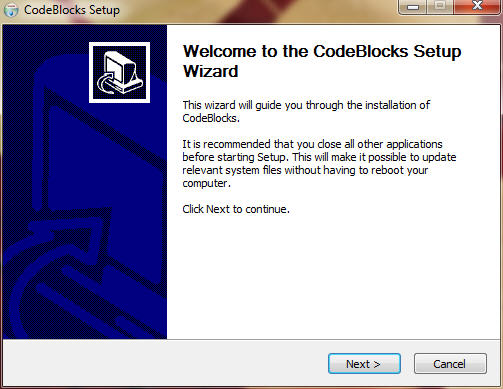 CodeBlocks Setup
Welcome to the CodeBlocks Setup
Wizard
This wizard will guide you through the installation of
CodeBlocks.
It is recommended that you close all other applications
before starting Setup. This will make it possible to update
relevant system files without having to reboot your
computer.
Click Next to continue.
Next >
Cancel